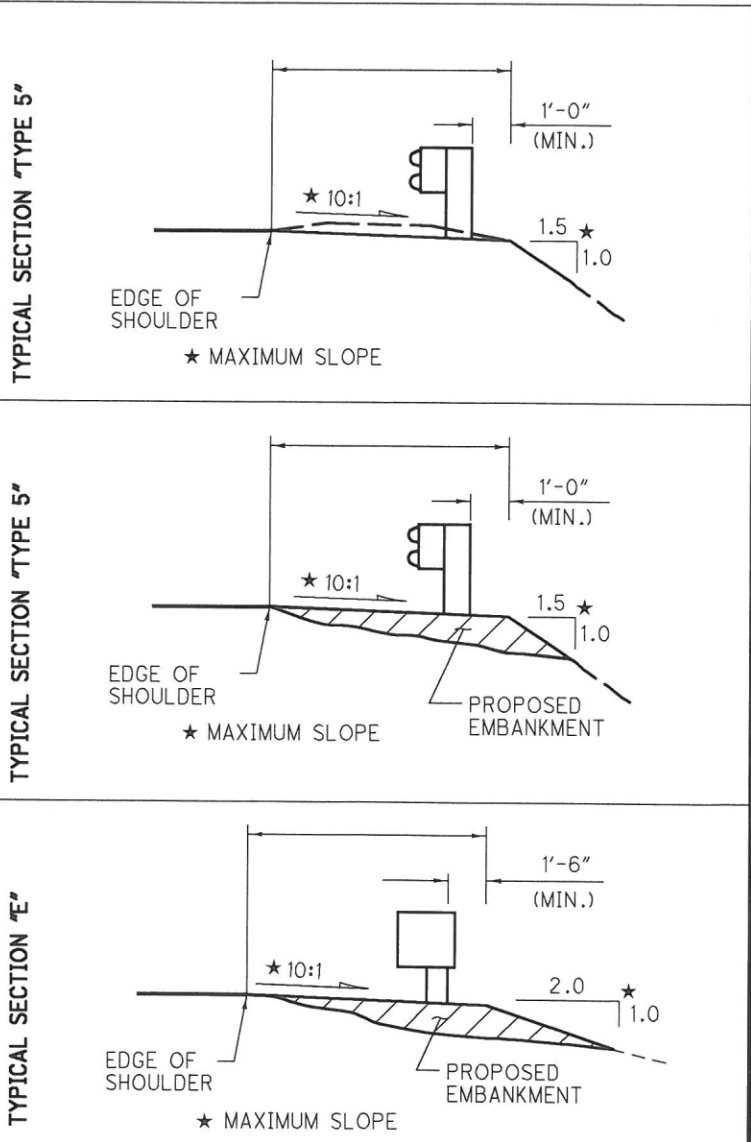 TYPICAL SECTION "TYPE 5"
1'-0"
(MIN.)
★ 10:1
1.5 ★
1.0
EDGE OF
SHOULDER
★ MAXIMUM SLOPE
TYPICAL SECTION "TYPE 5"
1'-0"
(MIN.)
★ 10:1
1.5 ★
1.0
EDGE OF
SHOULDER
PROPOSED
EMBANKMENT
★ MAXIMUM SLOPE
TYPICAL SECTION "E"
1'-6"
(MIN.)
★ 10:1
2.0 ★
1.0
EDGE OF
SHOULDER
PROPOSED
EMBANKMENT
★ MAXIMUM SLOPE